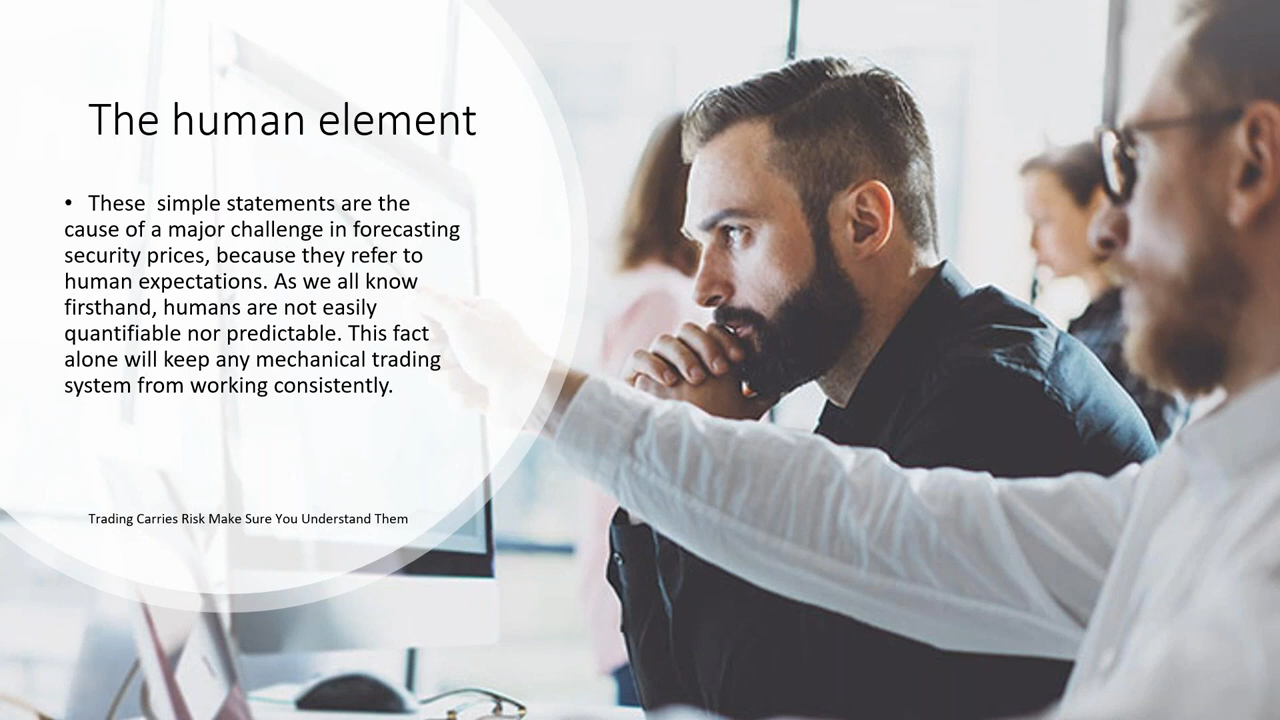 The human element
• These  simple statements are the
cause of a major challenge in forecasting
security prices, because they refer to
human expectations. As we all know
firsthand, humans are not easily
quantifiable nor predictable. This fact
alone will keep any mechanical trading
system from working consistently.
Trading Carries Risk Make Sure You Understand Them